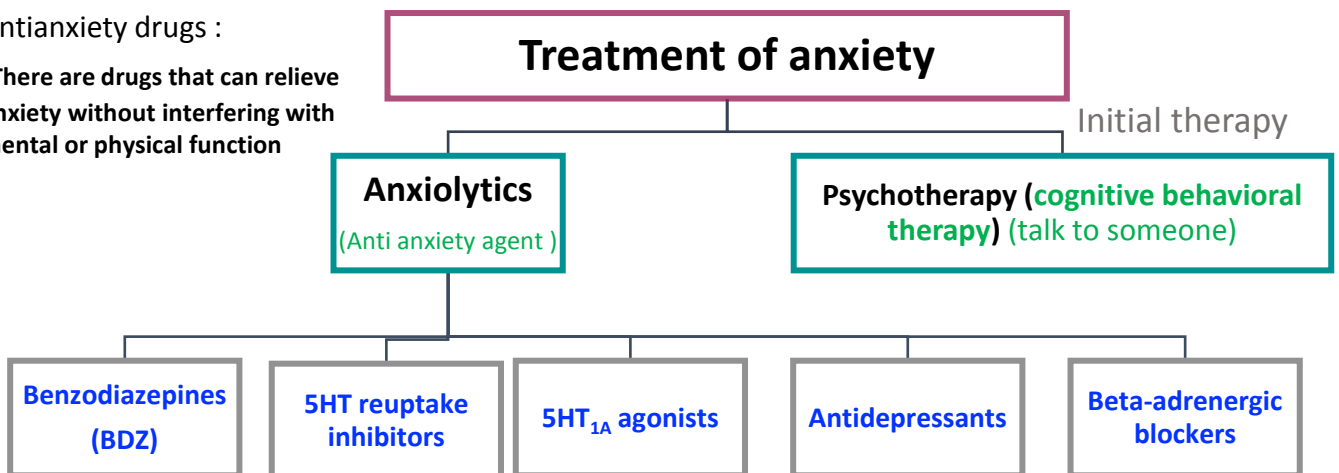 ntianxiety drugs :
There are drugs that can relieve
nxiety without interfering with
mental or physical function
Treatment of anxiety
Initial therapy
Anxiolytics
(Anti anxiety agent )
Psychotherapy (cognitive behavioral
therapy) (talk to someone)
Benzodiazepines
(BDZ)
5HT reuptake
inhibitors
5HT1A agonists
Antidepressants
Beta-adrenergic
blockers